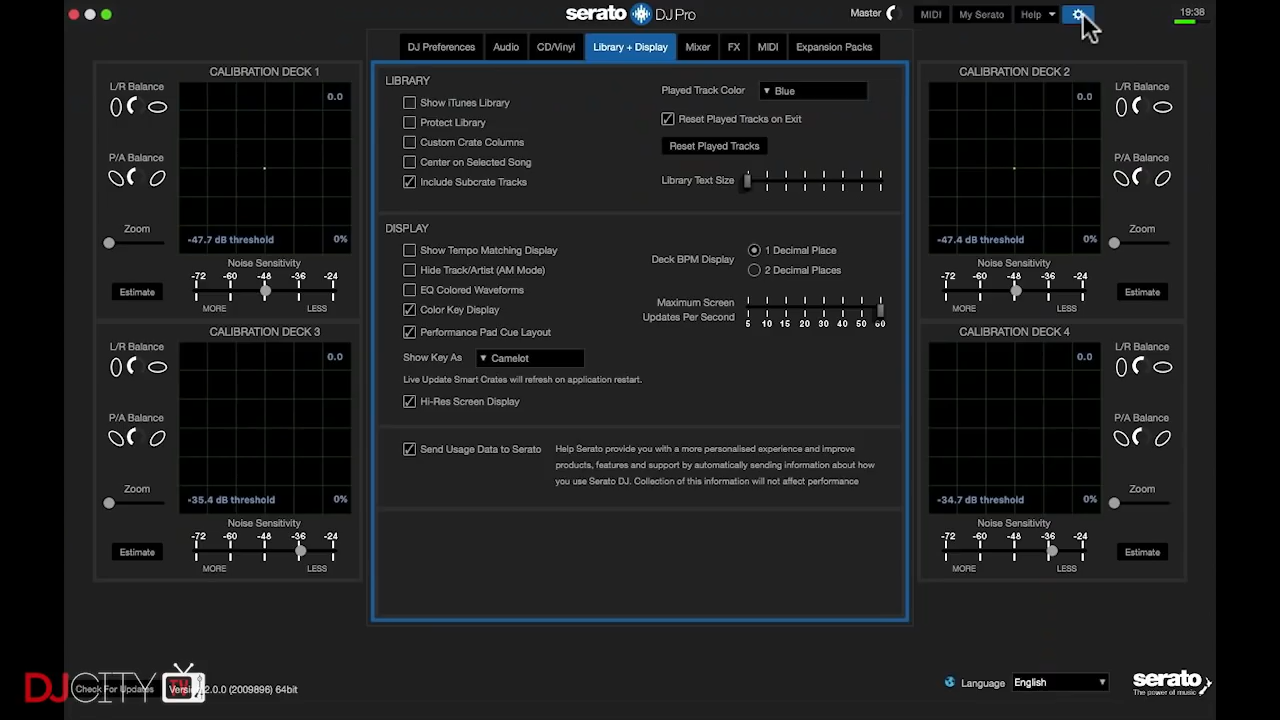 serato DJ Pro
Master
MIDI My Serato Help
19:38
DJ Preferences Audio CD/Vinyl Library + Display Mixer FX MIDI Expansion Packs
CALIBRATION DECK 1
L/R Balance
0.0
P/A Balance
Zoom
-47.7 dB threshold 0%
Noise Sensitivity
-72 -60 -48 -36 -24
Estimate
MORE LESS
CALIBRATION DECK 3
L/R Balance
0.0
P/A Balance
Zoom
-35.4 dB threshold 0%
Noise Sensitivity
-72 -60 -48 -36 -24
Estimate
MORE LESS
LIBRARY
Show iTunes Library
Protect Library
Custom Crate Columns
Center on Selected Song
Include Subcrate Tracks
Played Track Color Blue
Reset Played Tracks on Exit
Reset Played Tracks
Library Text Size
DISPLAY
Show Tempo Matching Display
Hide Track/Artist (AM Mode)
EQ Colored Waveforms
Color Key Display
Performance Pad Cue Layout
Show Key As Camelot
Live Update Smart Crates will refresh on application restart.
Hi-Res Screen Display
Deck BPM Display
1 Decimal Place
2 Decimal Places
Maximum Screen
Updates Per Second
5 10 15 20 30 40 50 60
Send Usage Data to Serato
Help Serato provide you with a more personalised experience and improve
products, features and support by automatically sending information about how
you use Serato DJ. Collection of this information will not affect performance
CALIBRATION DECK 2
L/R Balance
0.0
P/A Balance
Zoom
-47.4 dB threshold 0%
Noise Sensitivity
-72 -60 -48 -36 -24
Estimate
MORE LESS
CALIBRATION DECK 4
L/R Balance
0.0
P/A Balance
Zoom
-34.7 dB threshold 0%
Noise Sensitivity
-72 -60 -48 -36 -24
Estimate
MORE LESS
DJCITY TV
Check For Updates 2.0.0 (2009896) 64bit
Language English
serato
The power of music